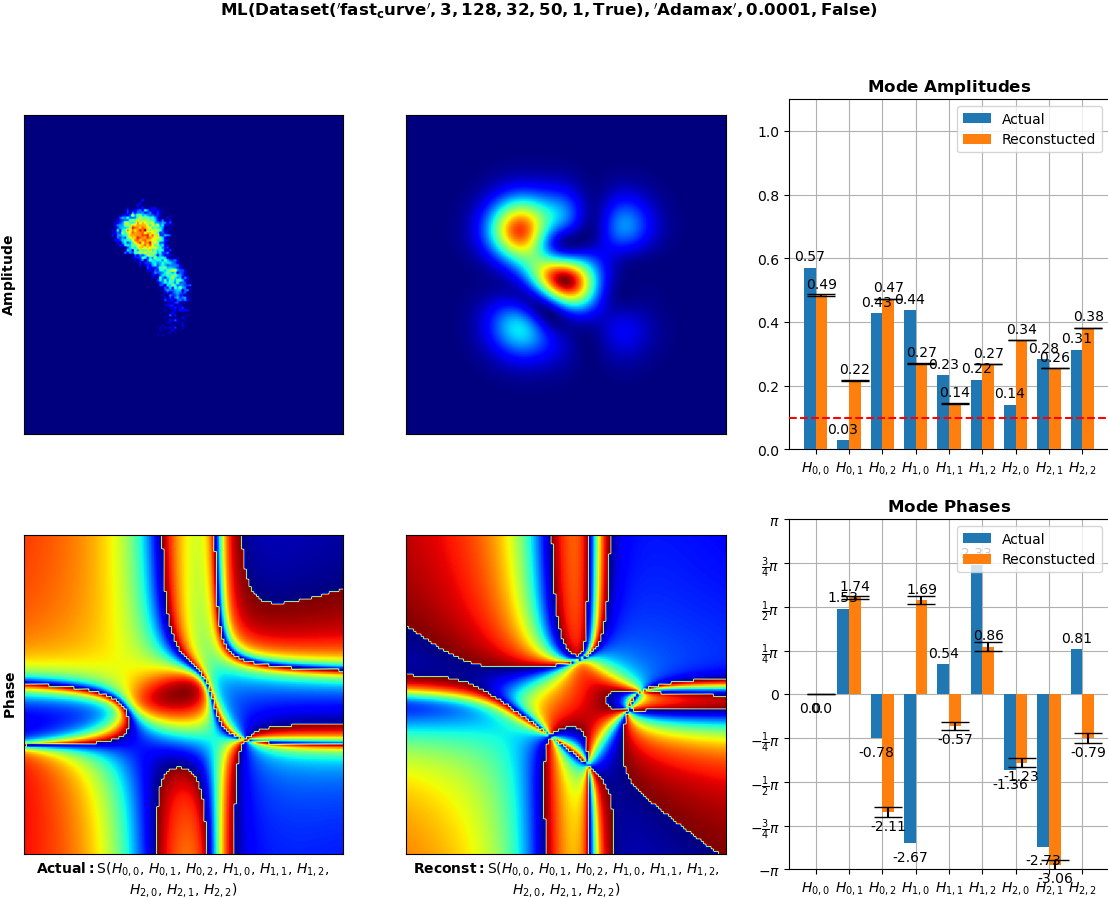 ML(Dataset('fast_curve', 3, 128, 32, 50, 1, True), 'Adamax', 0.0001, False)
Amplitude
Mode Amplitudes
Actual
Reconstucted
1.0
0.8
0.6
0.4
0.2
0.0
0.57
0.49
0.03
0.22
0.43
0.47
0.44
0.27
0.23
0.14
0.22
0.27
0.14
0.34
0.28
0.26
0.31
0.38
H0,0 H0,1 H0,2 H1,0 H1,1 H1,2 H2,0 H2,1 H2,2
Phase
Mode Phases
Actual
Reconstucted
π
3/4π
1/2π
1/4π
0
−1/4π
−1/2π
−3/4π
−π
0.0
0.0
1.53
1.74
-0.78
-2.11
-2.67
1.69
0.54
-0.57
2.33
0.86
-1.36
-1.23
-2.73
-3.06
0.81
-0.79
H0,0 H0,1 H0,2 H1,0 H1,1 H1,2 H2,0 H2,1 H2,2
Actual: S(H0,0, H0,1, H0,2, H1,0, H1,1, H1,2,
H2,0, H2,1, H2,2)
Reconst: S(H0,0, H0,1, H0,2, H1,0, H1,1, H1,2,
H2,0, H2,1, H2,2)